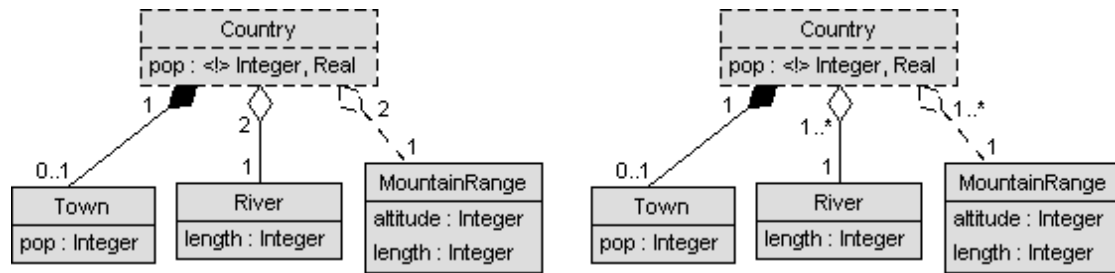 Country
pop : <!> Integer, Real
1
2
2
0..1
1
1
Town
pop : Integer
River
length : Integer
MountainRange
altitude : Integer
length : Integer
Country
pop : <!> Integer, Real
1
1..*
1..*
0..1
1
1
Town
pop : Integer
River
length : Integer
MountainRange
altitude : Integer
length : Integer